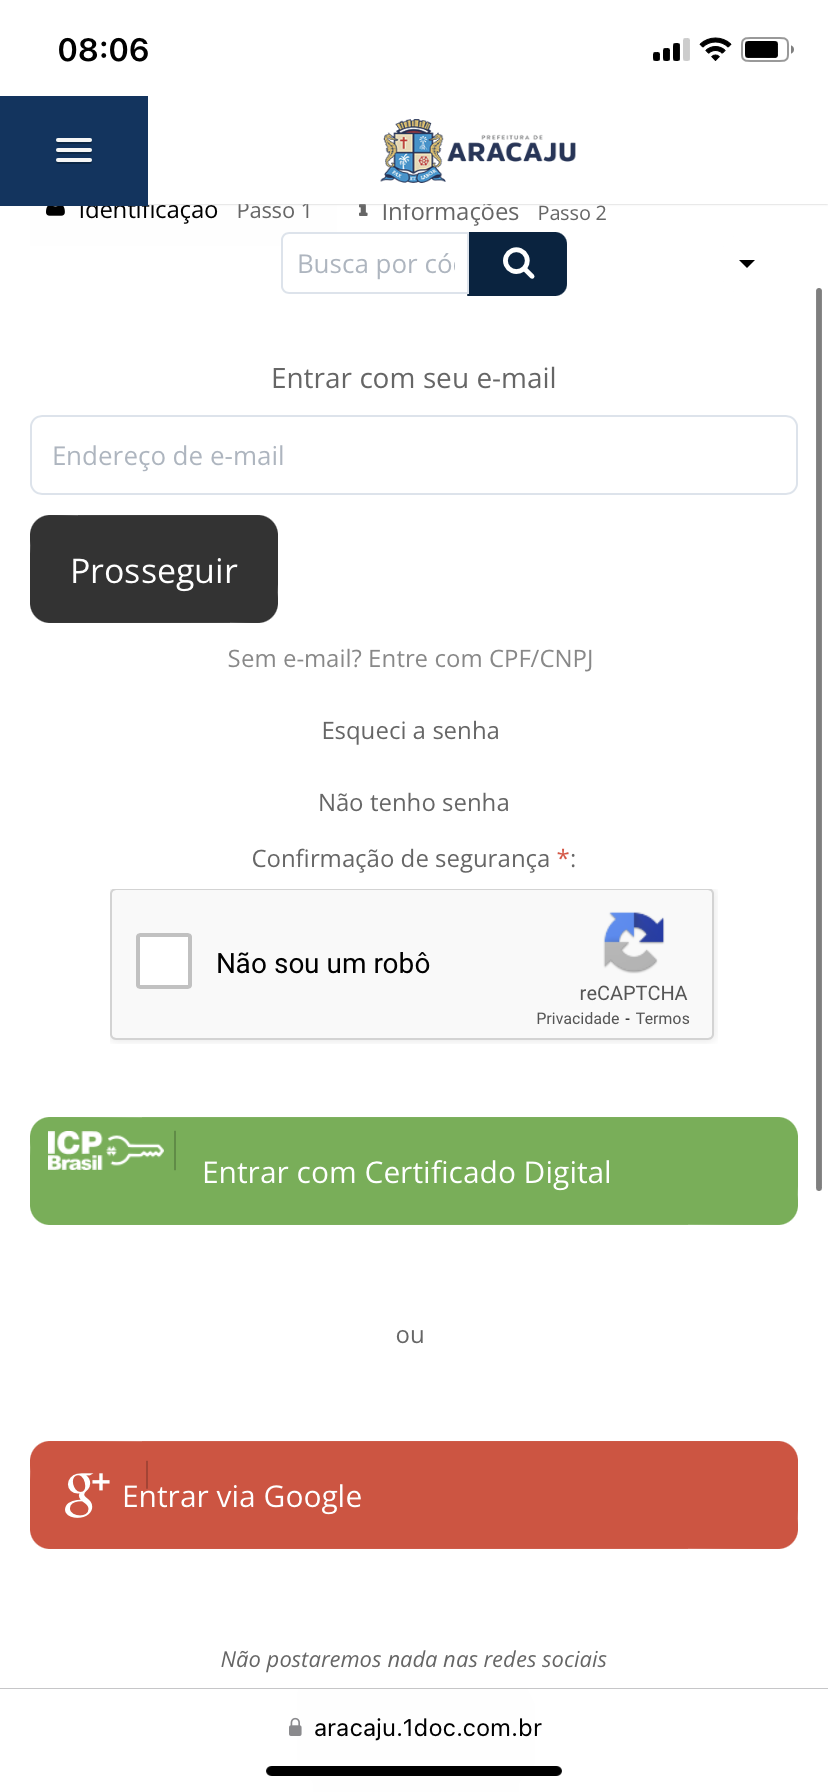 08:06
PREFEITURA DE
ARACAJU
Identificação Passo 1 Informações Passo 2
Busca por có
Entrar com seu e-mail
Endereço de e-mail
Prosseguir
Sem e-mail? Entre com CPF/CNPJ
Esqueci a senha
Não tenho senha
Confirmação de segurança *:
Não sou um robô
reCAPTCHA
Privacidade - Termos
ICP
Brasil
Entrar com Certificado Digital
ou
g+ Entrar via Google
Não postaremos nada nas redes sociais
aracaju.1doc.com.br